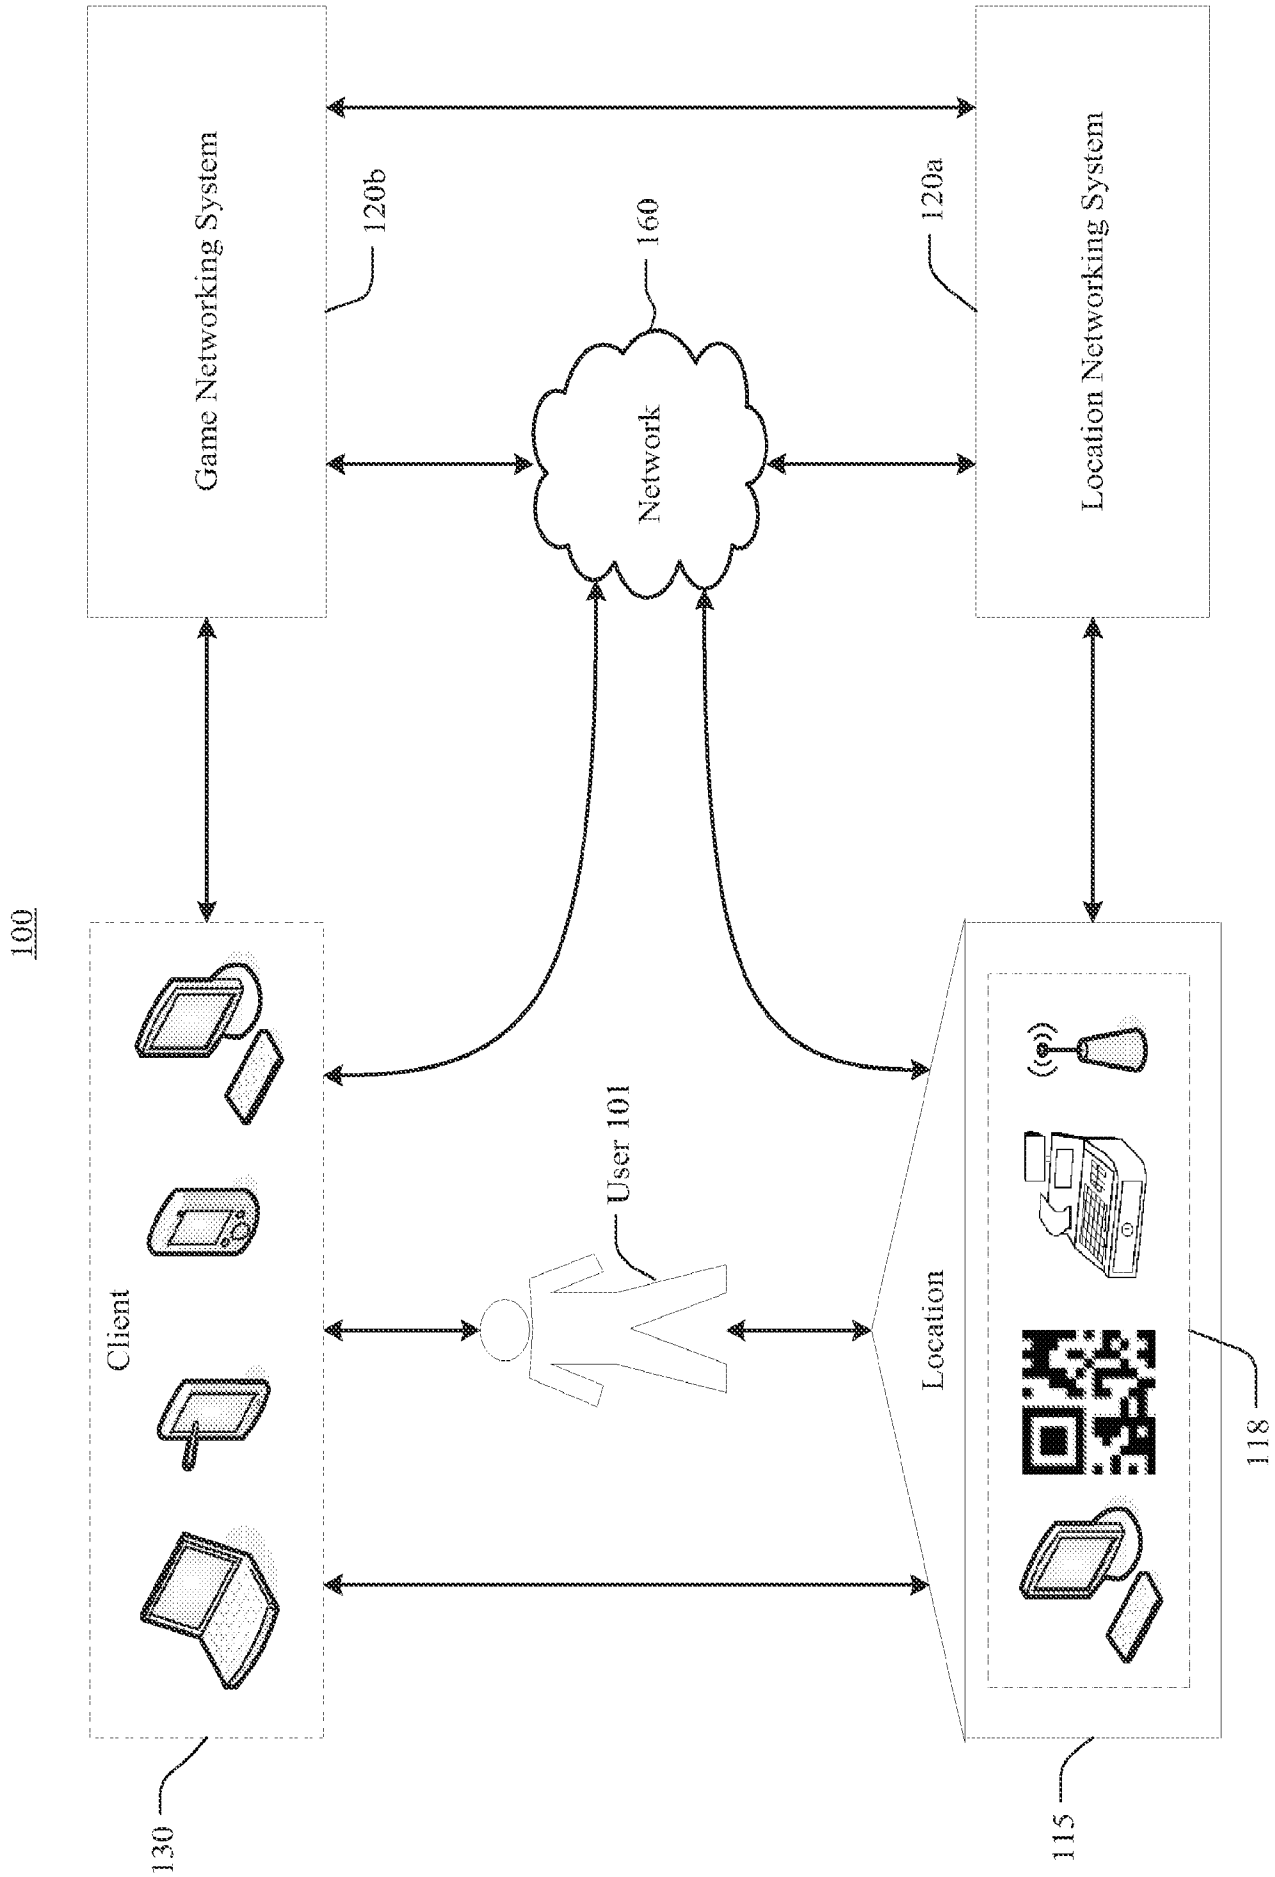 100
130
Client
Game Networking System
120b
User 101
Network
160
Location
115
118
120a
Location Networking System